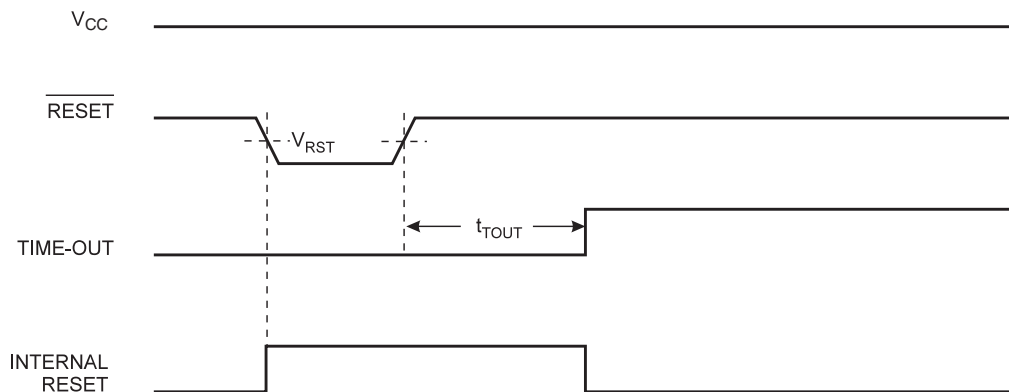 VCC
RESET
VRST
tTOUT
TIME-OUT
INTERNAL
RESET